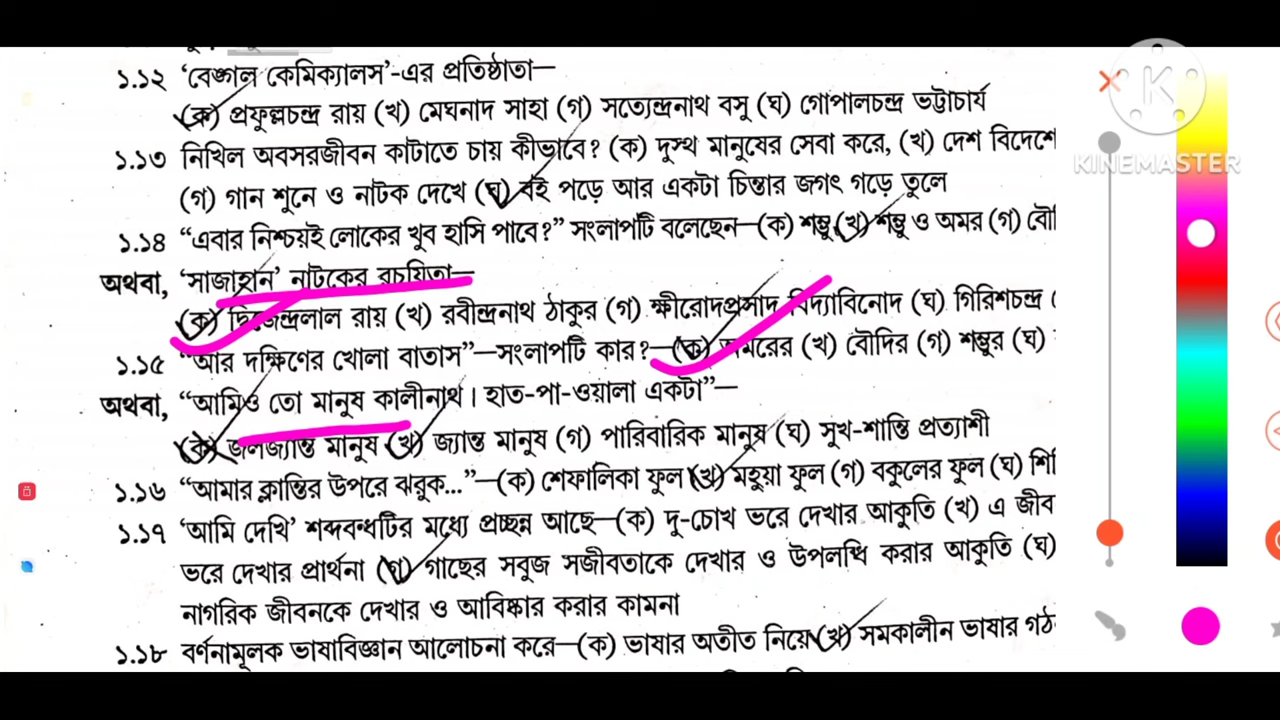 ১.১২ ‘বেঙ্গল কেমিক্যালস’-এর প্রতিষ্ঠাতা—
(ক) প্রফুল্লচন্দ্র রায় (খ) মেঘনাদ সাহা (গ) সত্যেন্দ্রনাথ বসু (ঘ) গোপালচন্দ্র ভট্টাচার্য
১.১৩ নিখিল অবসরজীবন কাটাতে চায় কীভাবে? (ক) দুস্থ মানুষের সেবা করে, (খ) দেশ বিদেশে
(গ) গান শুনে ও নাটক দেখে (ঘ) বই পড়ে আর একটা চিন্তার জগৎ গড়ে তুলে
KINEMASTER
১.১৪ “এবার নিশ্চয়ই লোকের খুব হাসি পাবে?” সংলাপটি বলেছেন—(ক) শম্ভু (খ) শম্ভু ও অমর (গ)
অথবা, ‘সাজাহান’ নাটকের রচয়িতা—
(ক) দ্বিজেন্দ্রলাল রায় (খ) রবীন্দ্রনাথ ঠাকুর (গ) ক্ষীরোদপ্রসাদ বিদ্যাবিনোদ (ঘ) গিরিশচন্দ্র
১.১৫ “আর দক্ষিণের খোলা বাতাস”—সংলাপটি কার?—(ক) অমরের (খ) বৌদির (গ) শম্ভুর (ঘ)
অথবা, “আমিও তো মানুষ কালীনাথ। হাত-পা-ওয়ালা একটা”—
(ক) জলজ্যান্ত মানুষ (খ) জ্যান্ত মানুষ (গ) পারিবারিক মানুষ (ঘ) সুখ-শান্তি প্রত্যাশী
১.১৬ “আমার ক্লান্তির উপরে ঝরুক...”—(ক) শেফালিকা ফুল (খ) মহুয়া ফুল (গ) বকুলের ফুল (ঘ)
১.১৭ ‘আমি দেখি’ শব্দবন্ধটির মধ্যে প্রচ্ছন্ন আছে—(ক) দু-চোখ ভরে দেখার আকুতি (খ) এ জীব
ভরে দেখার প্রার্থনা (গ) গাছের সবুজ সজীবতাকে দেখার ও উপলব্ধি করার আকুতি (ঘ)
নাগরিক জীবনকে দেখার ও আবিষ্কার করার কামনা
১.১৮ বর্ণনামূলক ভাষাবিজ্ঞান আলোচনা করে—(ক) ভাষার অতীত নিয়ে (খ) সমকালীন ভাষার গঠ